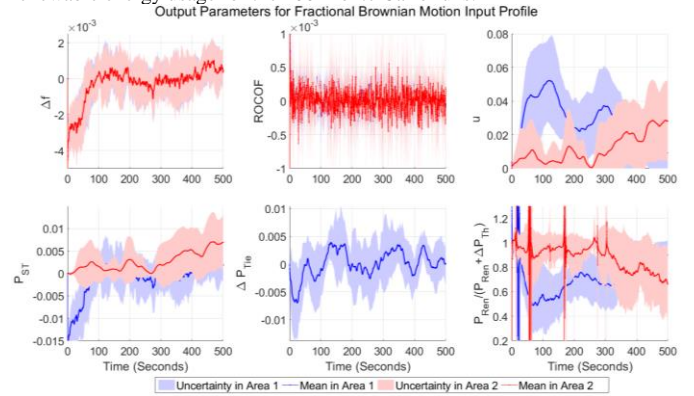 Output Parameters for Fractional Brownian Motion Input Profile
×10⁻³
2
0
-2
-4
Δf
0 100 200 300 400 500
×10⁻³
1
0.5
0
-0.5
-1
ROCOF
0 100 200 300 400 500
0.08
0.06
0.04
0.02
0
u
0 100 200 300 400 500
0.01
0.005
0
-0.005
-0.01
-0.015
P_ST
0 100 200 300 400 500
Time (Seconds)
0.01
0.005
0
-0.005
-0.01
Δ P_Tie
0 100 200 300 400 500
Time (Seconds)
1.2
1
0.8
0.6
0.4
0.2
P_Ren/(P_Ren+ΔP_Th)
0 100 200 300 400 500
Time (Seconds)
Uncertainty in Area 1 Mean in Area 1 Uncertainty in Area 2 Mean in Area 2